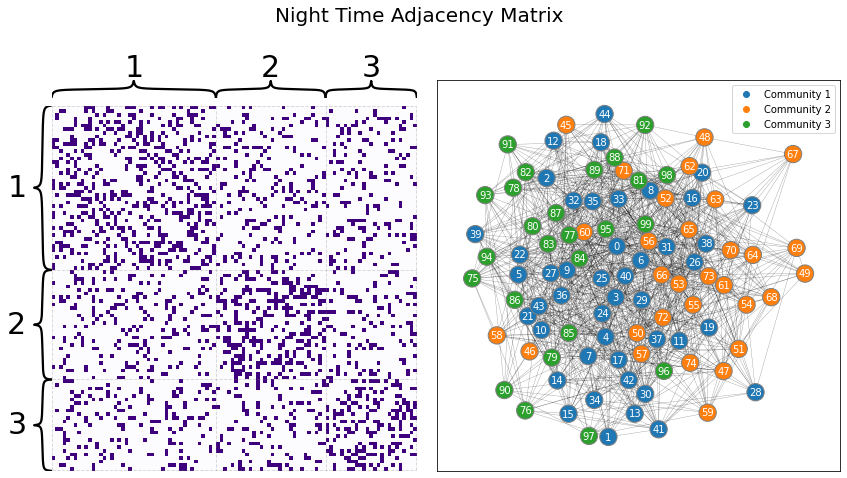 Night Time Adjacency Matrix
1 2 3
1
2
3
Community 1
Community 2
Community 3
44
45 92
12 18 48
91 88 67
82 89 71 62 20
2 81 98
78 8
93 32 35 33 52 16 63 23
87
80 60 95 99 65
39 77 56 38
83 0 31 70 69
94 22 84 6 26 64
75 5 27 9 25 40 66 73 49
53 61
86 36 3 29 68
43 55 54
21 24 72
10 85 4 50 37 19
58 11
46 79 7 17 57 51
74
14 42 96 47
90 30 28
34
76 15 13 59
97 1 41